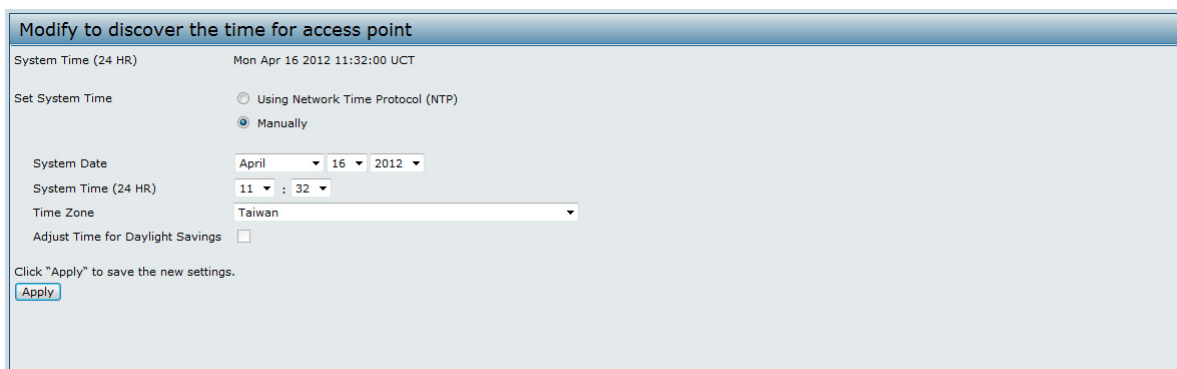 Modify to discover the time for access point
System Time (24 HR) Mon Apr 16 2012 11:32:00 UCT
Set System Time Using Network Time Protocol (NTP)
Manually
System Date April 16 2012
System Time (24 HR) 11 : 32
Time Zone Taiwan
Adjust Time for Daylight Savings
Click "Apply" to save the new settings.
Apply